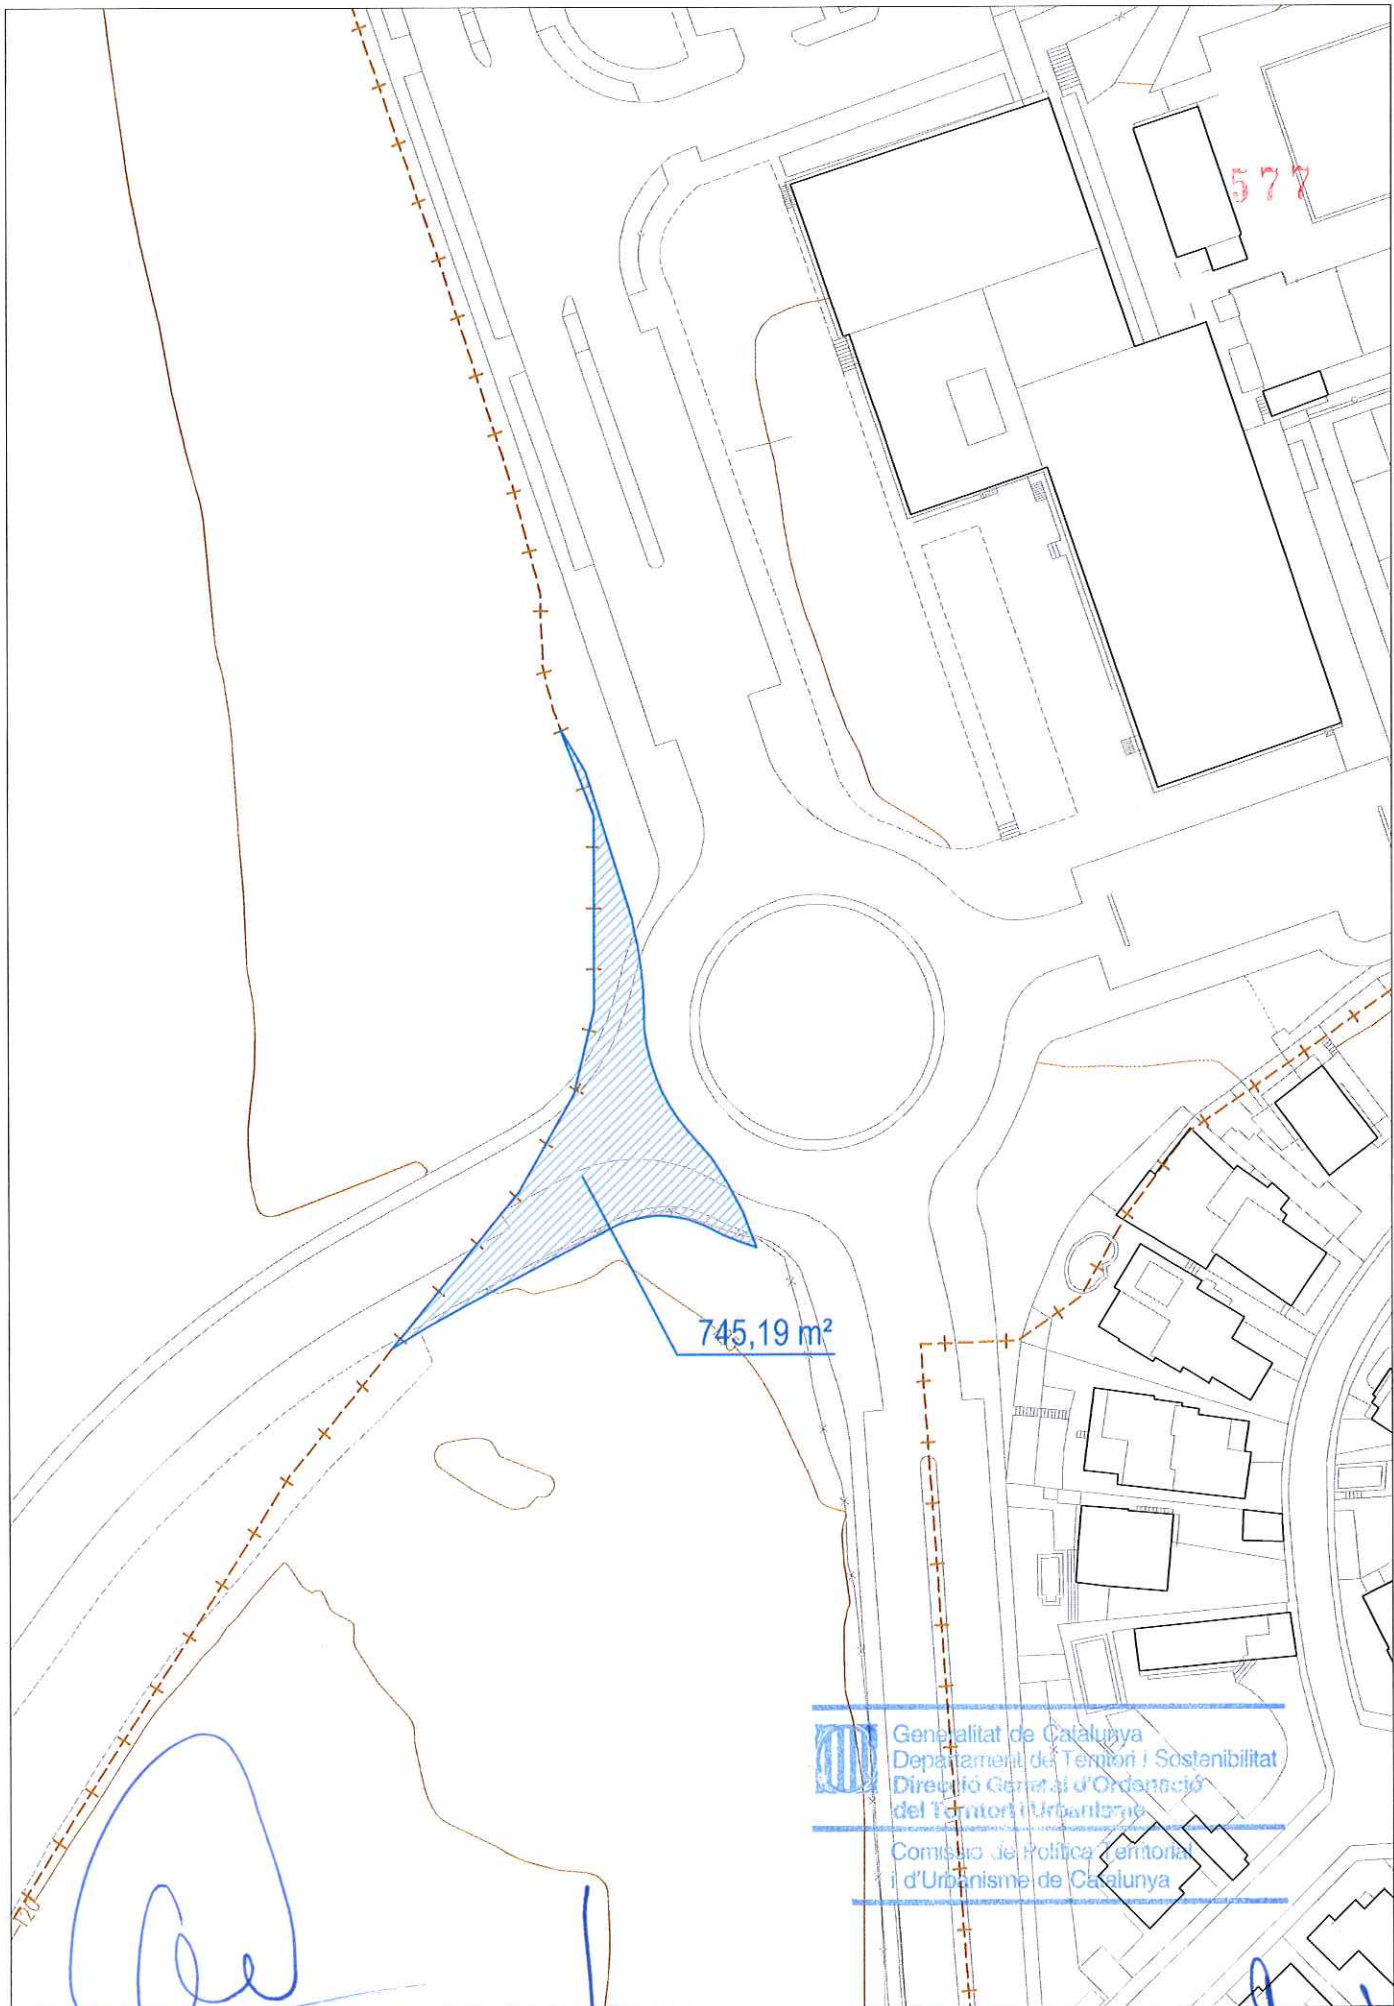 577
745,19 m²
Generalitat de Catalunya
Departament de Territori i Sostenibilitat
Direcció General d'Ordenació
del Territori i Urbanisme
Comissió de Política Territorial
i d'Urbanisme de Catalunya
120